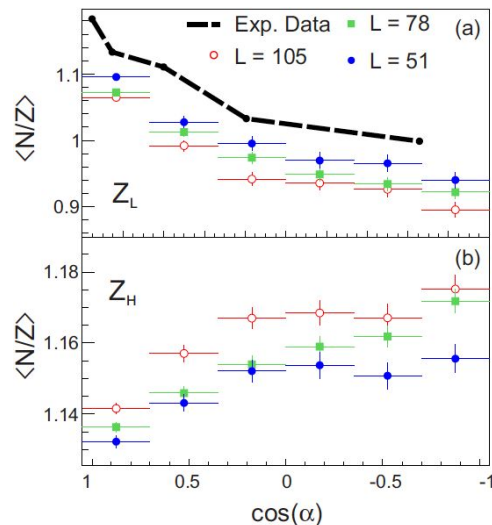 Exp. Data
L = 78
(a)
L = 105
L = 51
1.1
1
0.9
<N/Z>
Z_L
(b)
Z_H
1.18
1.16
1.14
<N/Z>
1 0.5 0 -0.5 -1
cos(α)